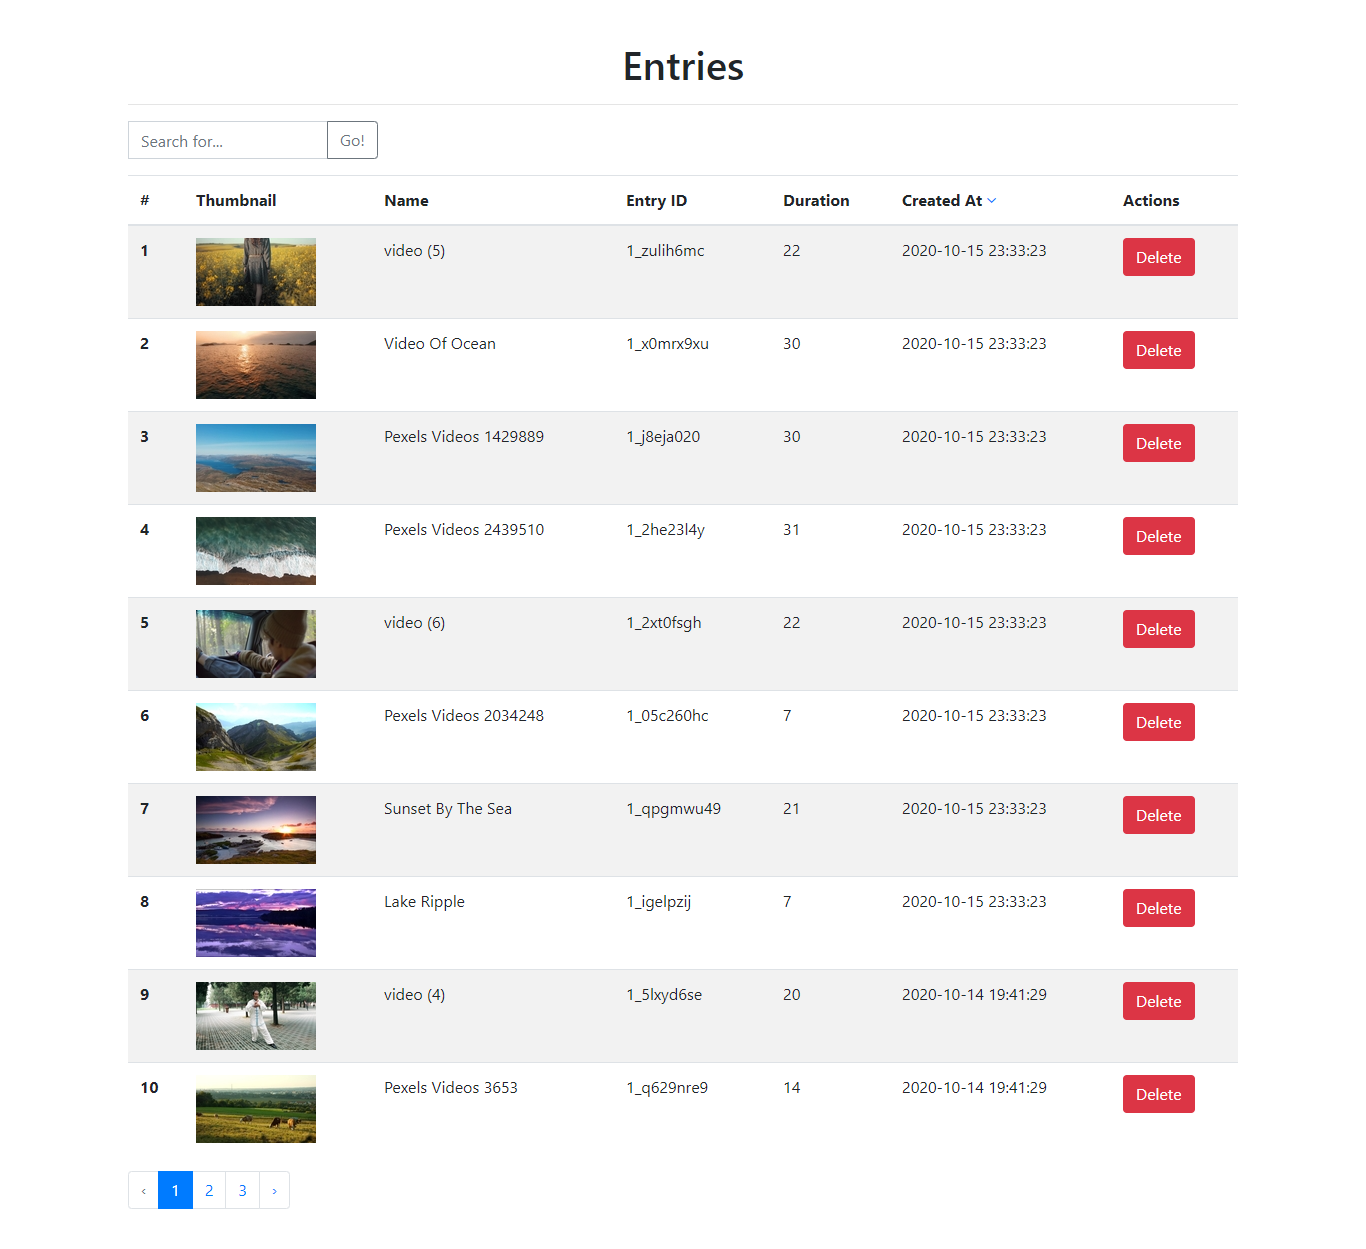 Entries
Search for... Go!
# Thumbnail Name Entry ID Duration Created At Actions
1 video (5) 1_zulih6mc 22 2020-10-15 23:33:23 Delete
2 Video Of Ocean 1_x0mrx9xu 30 2020-10-15 23:33:23 Delete
3 Pexels Videos 1429889 1_j8eja020 30 2020-10-15 23:33:23 Delete
4 Pexels Videos 2439510 1_2he23l4y 31 2020-10-15 23:33:23 Delete
5 video (6) 1_2xt0fsgh 22 2020-10-15 23:33:23 Delete
6 Pexels Videos 2034248 1_05c260hc 7 2020-10-15 23:33:23 Delete
7 Sunset By The Sea 1_qpgmwu49 21 2020-10-15 23:33:23 Delete
8 Lake Ripple 1_igelpzij 7 2020-10-15 23:33:23 Delete
9 video (4) 1_5lxyd6se 20 2020-10-14 19:41:29 Delete
10 Pexels Videos 3653 1_q629nre9 14 2020-10-14 19:41:29 Delete
‹ 1 2 3 ›